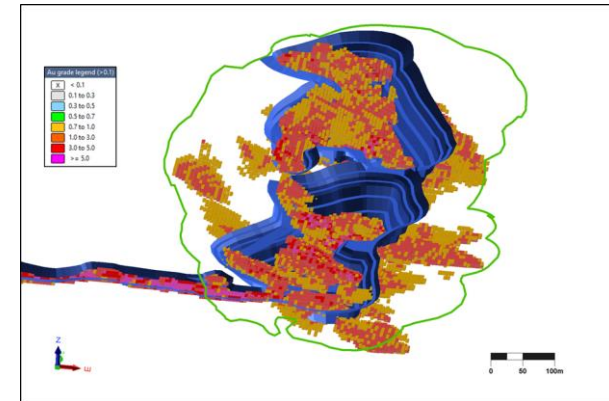 Au grade legend (>0.1)
X < 0.1
0.1 to 0.3
0.3 to 0.5
0.5 to 0.7
0.7 to 1.0
1.0 to 3.0
3.0 to 5.0
>= 5.0
Z
E
0 50 100m